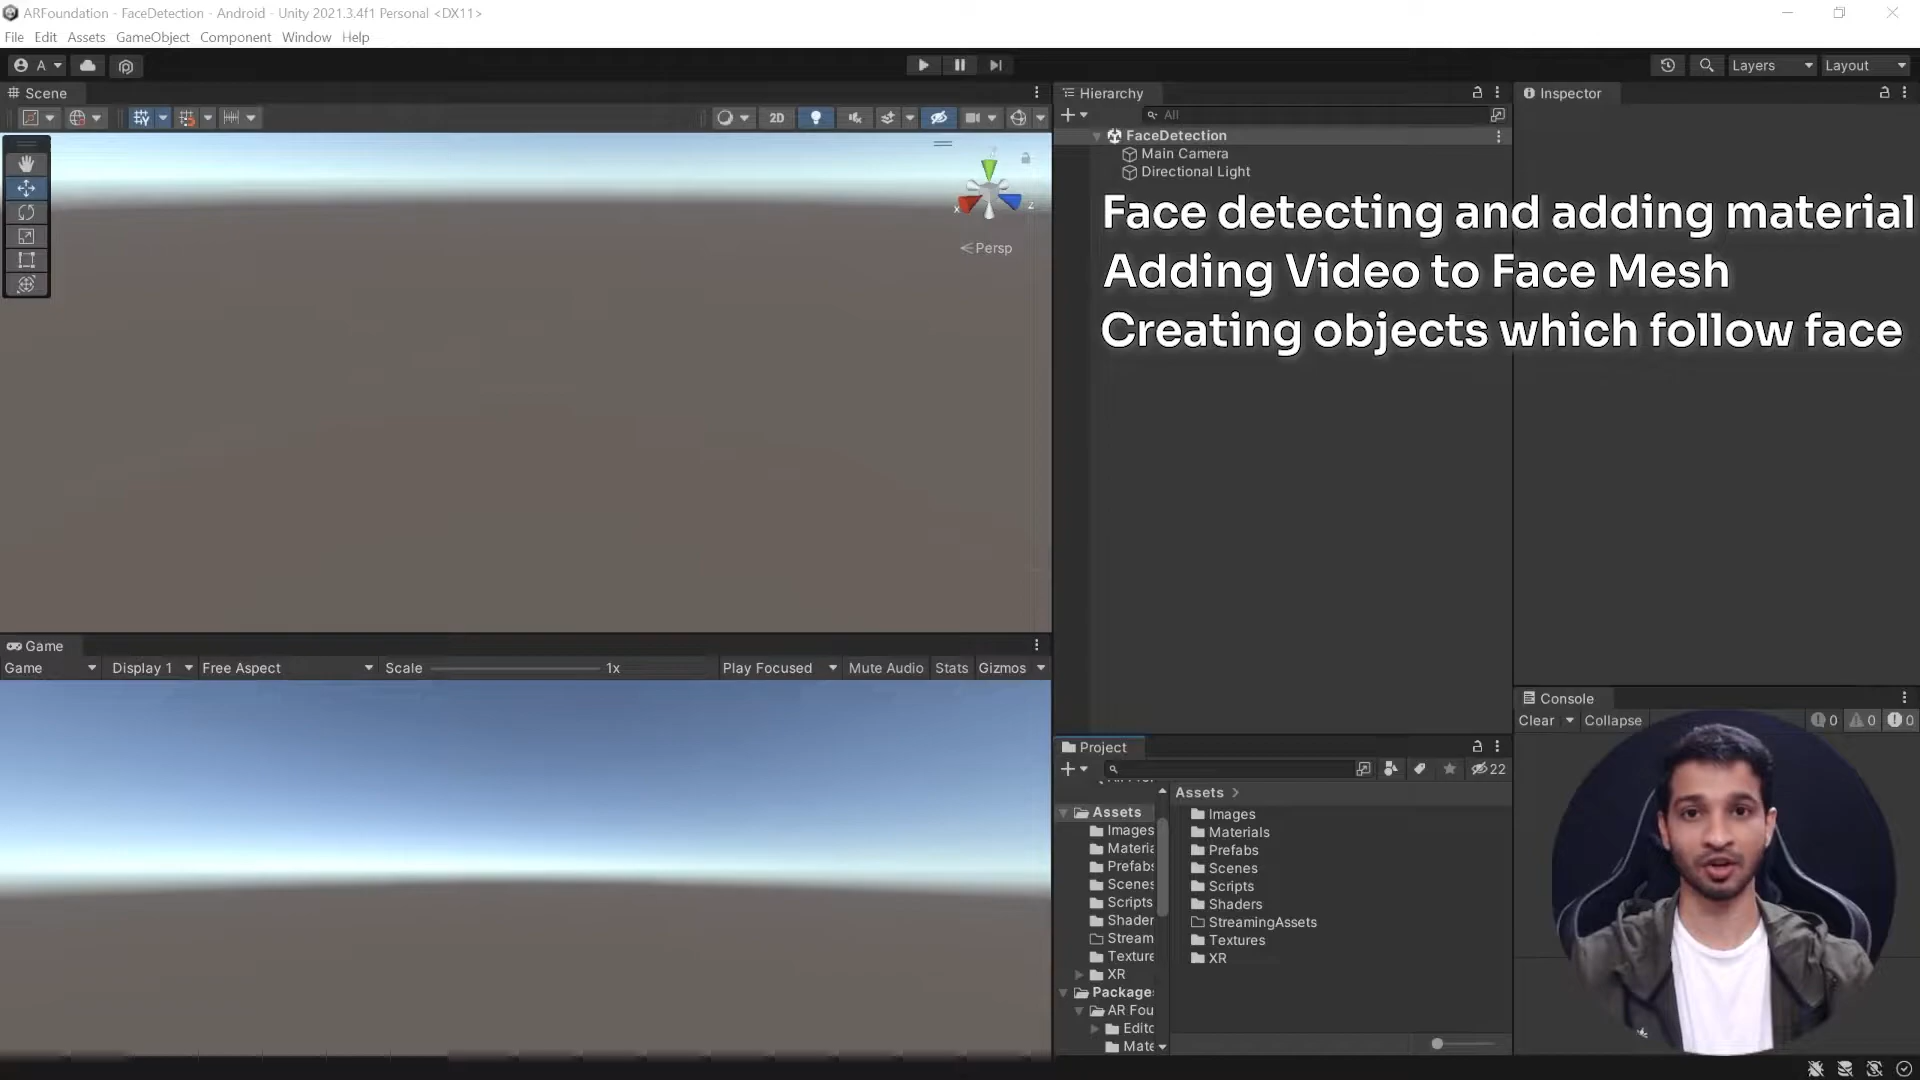 ARFoundation - FaceDetection - Android - Unity 2021.3.4f1 Personal <DX11>
File Edit Assets GameObject Component Window Help
A
Layers
Layout
Scene
2D
Persp
x
z
Hierarchy
All
FaceDetection
Main Camera
Directional Light
Inspector
Face detecting and adding material
Adding Video to Face Mesh
Creating objects which follow face
Game
Game Display 1 Free Aspect Scale 1x Play Focused Mute Audio Stats Gizmos
Console
Clear Collapse 0 0 0
Project
22
Assets
Images
Materia
Prefabs
Scenes
Scripts
Shader
Stream
Texture
XR
Package
AR Fou
Edito
Mate
Assets >
Images
Materials
Prefabs
Scenes
Scripts
Shaders
StreamingAssets
Textures
XR